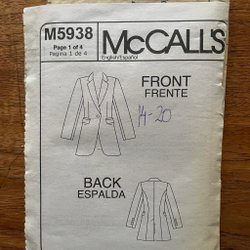 M5938
Page 1 of 4
Página 1 de 4
McCALL'S
English/Español
FRONT
FRENTE
14-20
BACK
ESPALDA